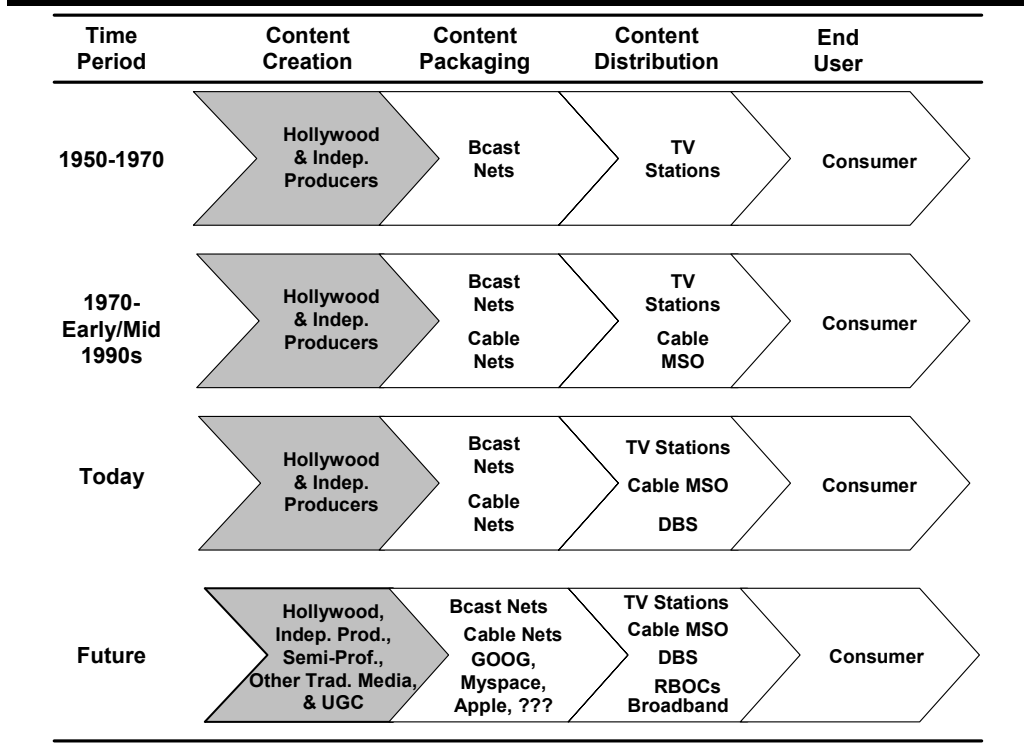 Time
Period
Content
Creation
Content
Packaging
Content
Distribution
End
User
1950-1970
Hollywood
& Indep.
Producers
Bcast
Nets
TV
Stations
Consumer
1970-
Early/Mid
1990s
Hollywood
& Indep.
Producers
Bcast
Nets
Cable
Nets
TV
Stations
Cable
MSO
Consumer
Today
Hollywood
& Indep.
Producers
Bcast
Nets
Cable
Nets
TV Stations
Cable MSO
DBS
Consumer
Future
Hollywood,
Indep. Prod.,
Semi-Prof.,
Other Trad. Media,
& UGC
Bcast Nets
Cable Nets
GOOG,
Myspace,
Apple, ???
TV Stations
Cable MSO
DBS
RBOCs
Broadband
Consumer